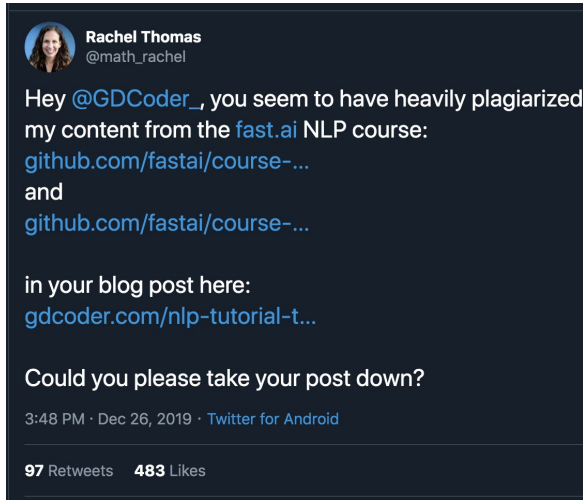 Rachel Thomas
@math_rachel
Hey @GDCoder_, you seem to have heavily plagiarized
my content from the fast.ai NLP course:
github.com/fastai/course-...
and
github.com/fastai/course-...
in your blog post here:
gdcoder.com/nlp-tutorial-t...
Could you please take your post down?
3:48 PM · Dec 26, 2019 · Twitter for Android
97 Retweets 483 Likes